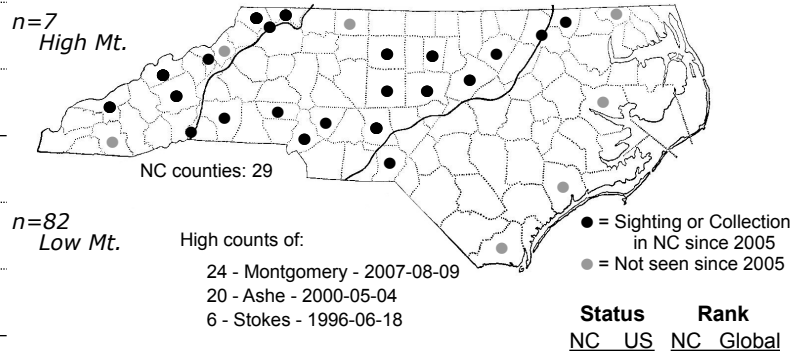 n=7
High Mt.
NC counties: 29
n=82
Low Mt.
High counts of:
24 - Montgomery - 2007-08-09
20 - Ashe - 2000-05-04
6 - Stokes - 1996-06-18
= Sighting or Collection
in NC since 2005
= Not seen since 2005
Status Rank
NC US NC Global